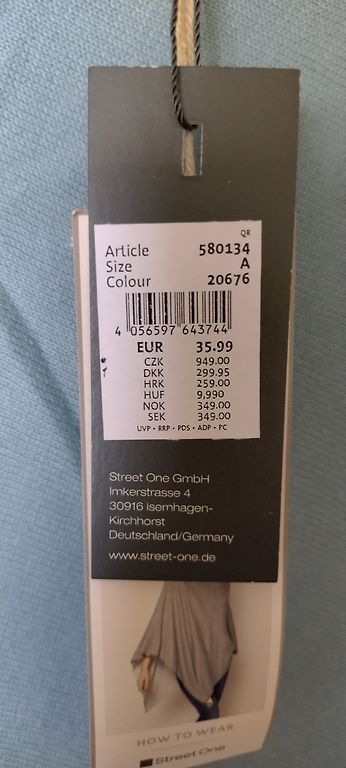 QR
Article 580134
Size A
Colour 20676
4 056597 643744
EUR 35.99
CZK 949.00
DKK 299.95
HRK 259.00
HUF 9,990
NOK 349.00
SEK 349.00
UVP • RRP • PDS • ADP • PC
Street One GmbH
Imkerstrasse 4
30916 isernhagen-
Kirchhorst
Deutschland/Germany
www.street-one.de
HOW TO WEAR
Street One